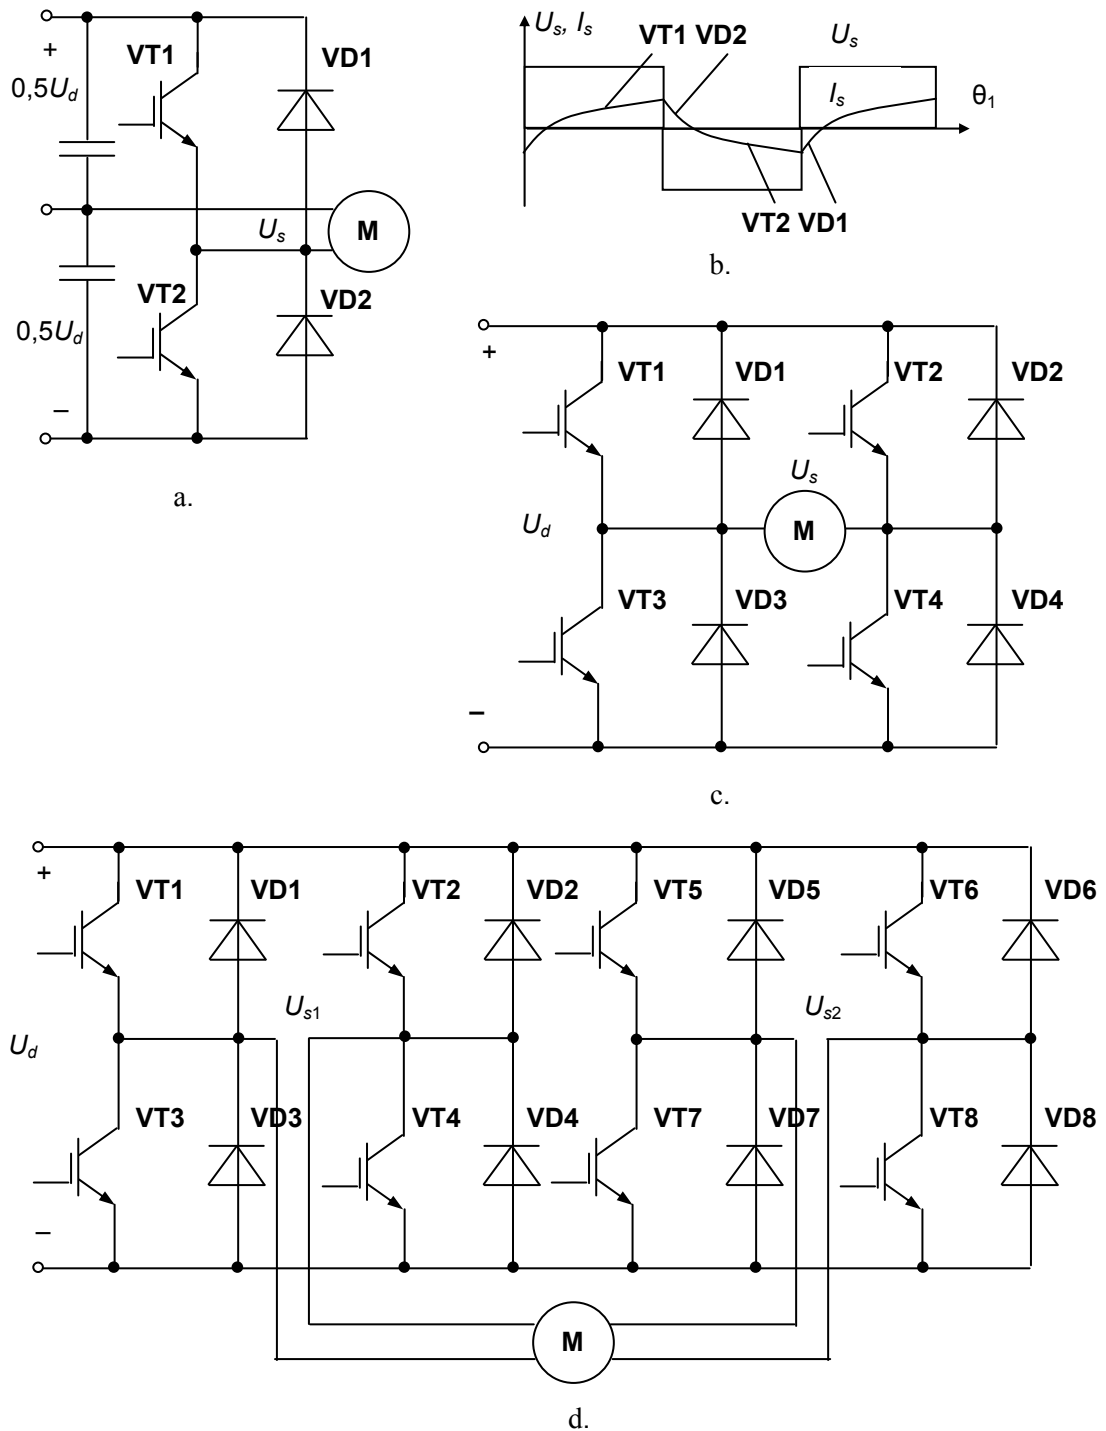 +
0,5Ud
VT1
VD1
Us
M
VT2
VD2
0,5Ud
–
a.
Us, Is
VT1 VD2
Us
Is
θ1
VT2 VD1
b.
+
VT1
VD1
VT2
VD2
Us
Ud
M
VT3
VD3
VT4
VD4
–
c.
+
VT1
VD1
VT2
VD2
VT5
VD5
VT6
VD6
Us1
Us2
Ud
VT3
VD3
VT4
VD4
VT7
VD7
VT8
VD8
–
M
d.